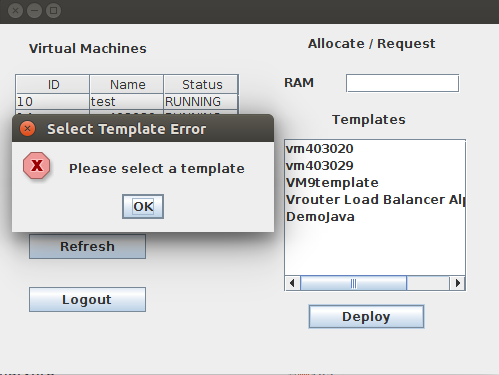 Virtual Machines
Allocate / Request
RAM
ID Name Status
10 test RUNNING
Select Template Error
Please select a template
OK
Refresh
Logout
Templates
vm403020
vm403029
VM9template
Vrouter Load Balancer Alp
DemoJava
Deploy